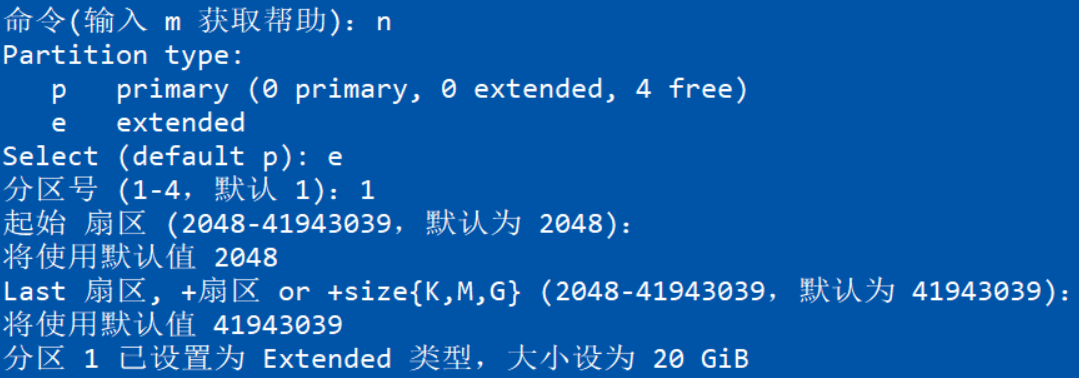 命令(输入 m 获取帮助)：n
Partition type:
   p   primary (0 primary, 0 extended, 4 free)
   e   extended
Select (default p): e
分区号 (1-4，默认 1)：1
起始 扇区 (2048-41943039，默认为 2048)：
将使用默认值 2048
Last 扇区, +扇区 or +size{K,M,G} (2048-41943039，默认为 41943039)：
将使用默认值 41943039
分区 1 已设置为 Extended 类型，大小设为 20 GiB